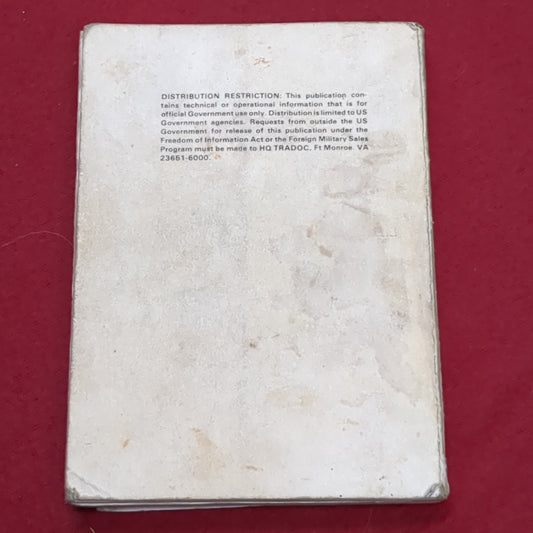 DISTRIBUTION RESTRICTION: This publication con-
tains technical or operational information that is for
official Government use only. Distribution is limited to US
Government agencies. Requests from outside the US
Government for release of this publication under the
Freedom of Information Act or the Foreign Military Sales
Program must be made to HQ TRADOC, Ft Monroe, VA
23651-6000.